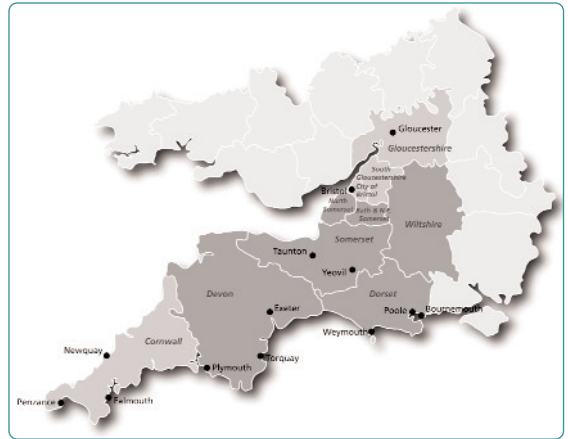 Gloucester
Gloucestershire
South
Gloucestershire
City of
Bristol
Bristol
North
Somerset
Bath & N.E.
Somerset
Wiltshire
Somerset
Taunton
Yeovil
Devon
Dorset
Exeter
Poole
Bournemouth
Weymouth
Cornwall
Newquay
Torquay
Plymouth
Penzance
Falmouth